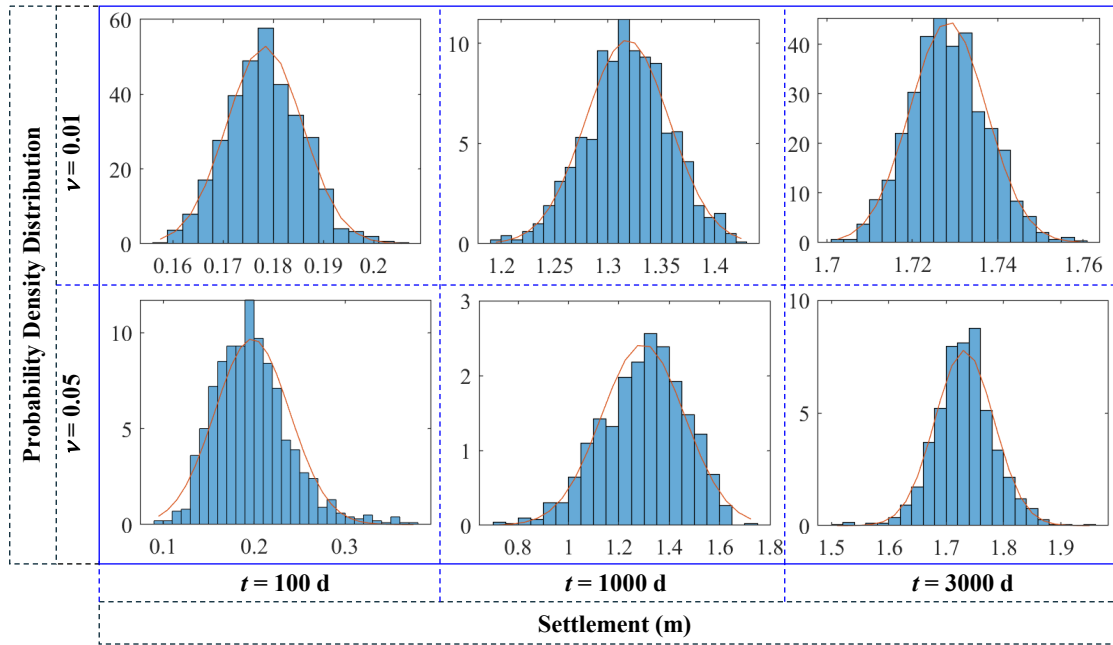 Probability Density Distribution
ν = 0.01
60
40
20
0
0.16 0.17 0.18 0.19 0.2
10
5
0
1.2 1.25 1.3 1.35 1.4
40
30
20
10
0
1.7 1.72 1.74 1.76
ν = 0.05
10
5
0
0.1 0.2 0.3
3
2
1
0
0.8 1 1.2 1.4 1.6 1.8
10
5
0
1.5 1.6 1.7 1.8 1.9
t = 100 d t = 1000 d t = 3000 d
Settlement (m)